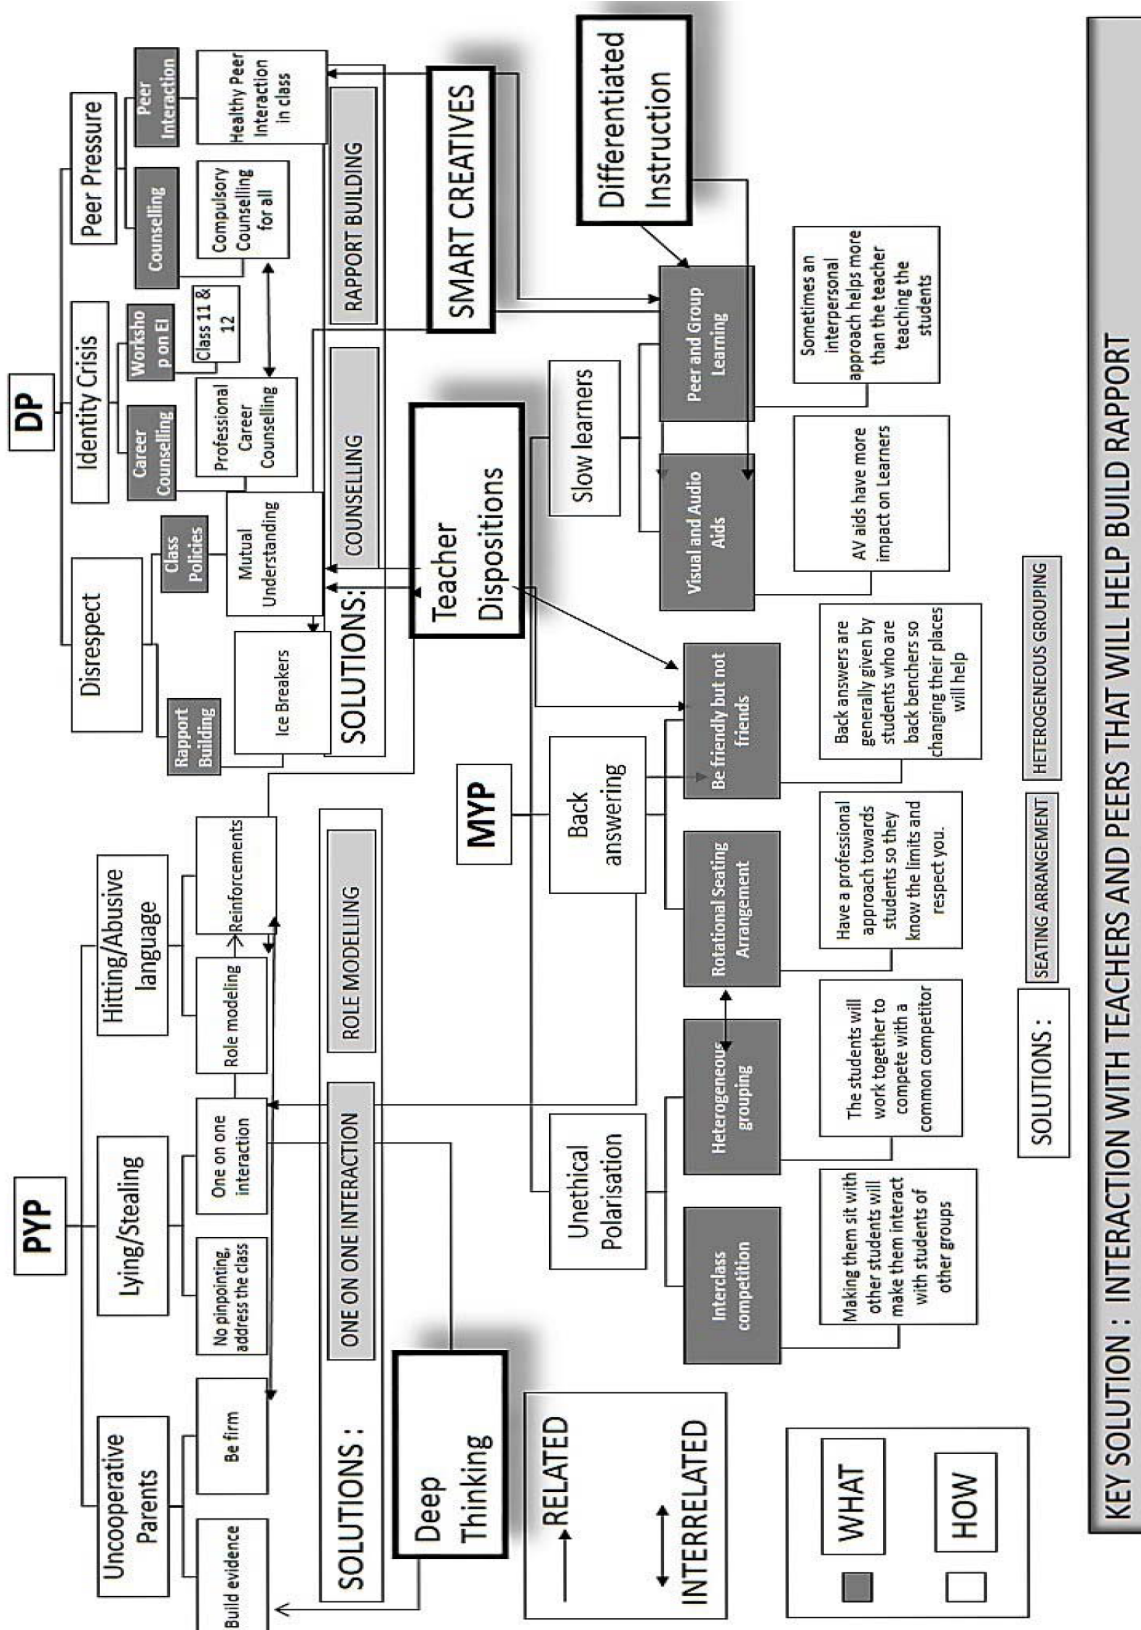 PYP
Uncooperative
Parents
Build evidence
Be firm
Lying/Stealing
No pinpointing,
address the class
One on one
interaction
Hitting/Abusive
language
Role modeling
Reinforcements
SOLUTIONS :
ONE ON ONE INTERACTION
ROLE MODELLING
DP
Disrespect
Rapport
Building
Ice Breakers
Class
Policies
Mutual
Understanding
Identity Crisis
Career
Counselling
Professional
Career
Counselling
Worksho
p on EI
Class 11 &
12
Peer Pressure
Counselling
Compulsory
Counselling
for all
Peer
Interaction
Healthy Peer
Interaction
in class
SOLUTIONS:
COUNSELLING
RAPPORT BUILDING
Deep
Thinking
Teacher
Dispositions
SMART CREATIVES
Differentiated
Instruction
MYP
Unethical
Polarisation
Interclass
competition
Making them sit with
other students will
make them interact
with students of
other groups
Heterogeneous
grouping
The students will
work together to
compete with a
common competitor
Back
answering
Rotational Seating
Arrangement
Have a professional
approach towards
students so they
know the limits and
respect you.
Be friendly but not
friends
Back answers are
generally given by
students who are
back benchers so
changing their places
will help
Slow learners
Visual and Audio
Aids
AV aids have more
impact on Learners
Peer and Group
Learning
Sometimes an
interpersonal
approach helps more
than the teacher
teaching the
students
RELATED
INTERRELATED
WHAT
HOW
SOLUTIONS :
SEATING ARRANGEMENT
HETEROGENEOUS GROUPING
KEY SOLUTION : INTERACTION WITH TEACHERS AND PEERS THAT WILL HELP BUILD RAPPORT